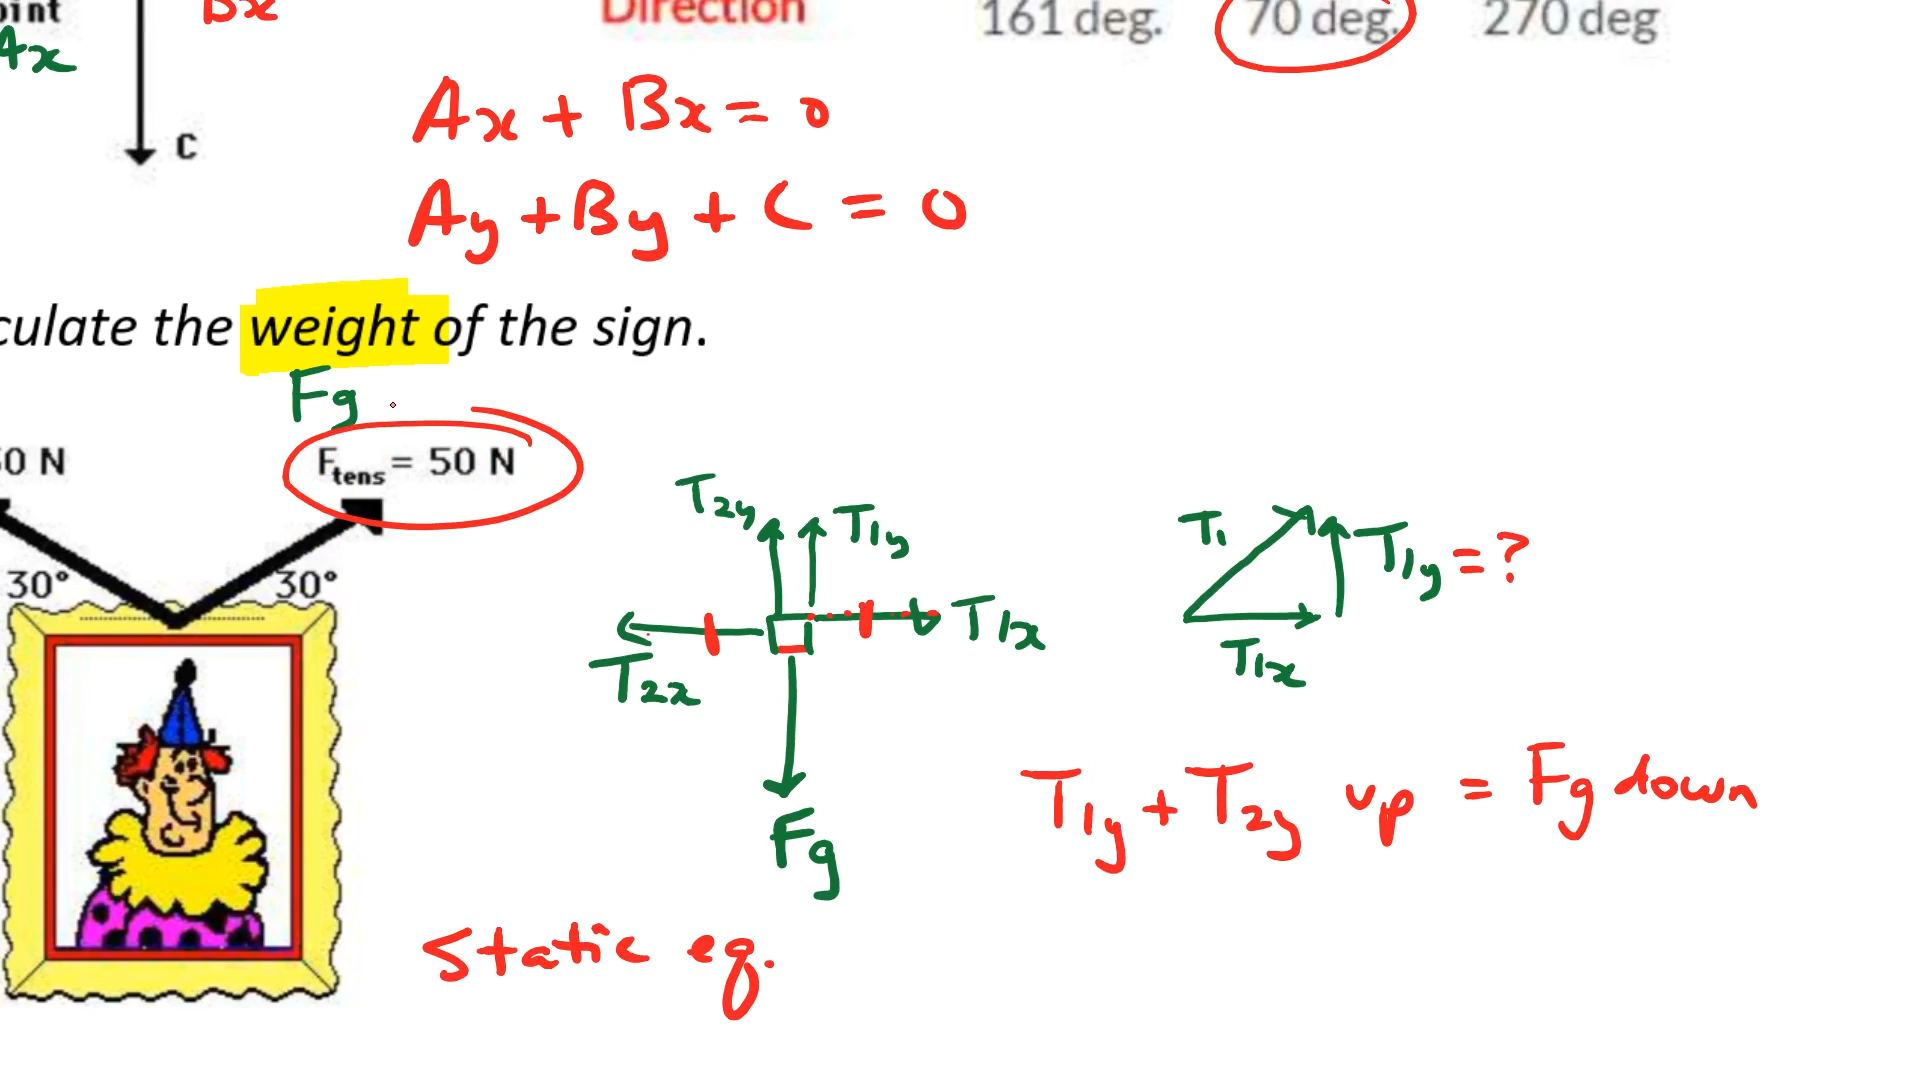 Bx
Direction 161 deg. 70 deg. 270 deg
Ax
Ax + Bx = 0
C
Ay + By + C = 0
the weight of the sign.
Fg
0 N Ftens = 50 N
T2y T1y T1 T1y = ?
30° 30°
T2x T1x T1x
T1y + T2y up = Fg down
Fg
Static eq.